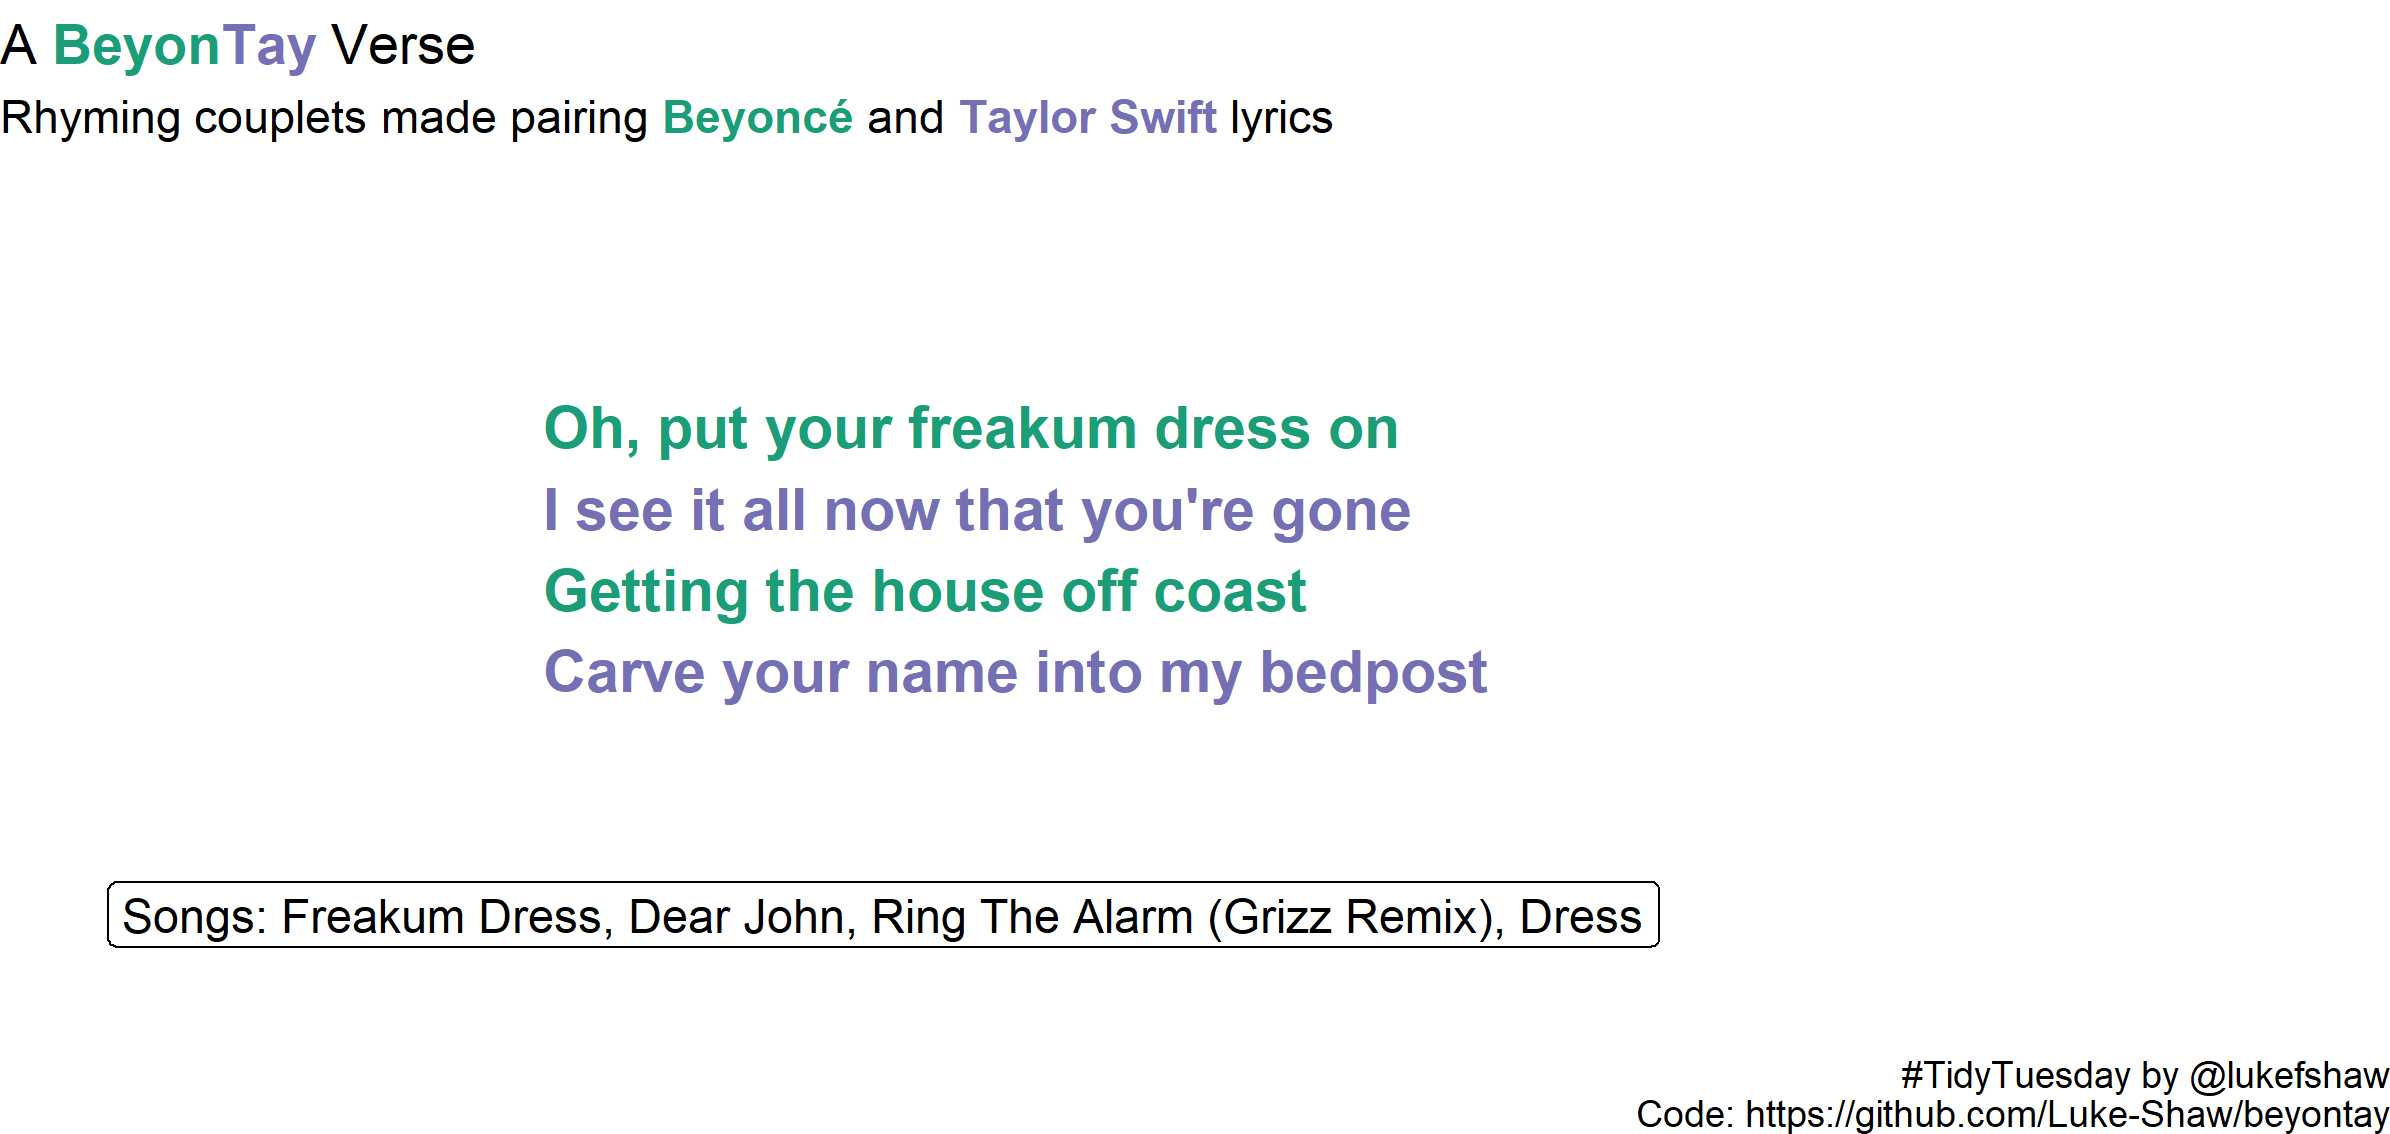 A BeyonTay Verse
Rhyming couplets made pairing Beyoncé and Taylor Swift lyrics
Oh, put your freakum dress on
I see it all now that you're gone
Getting the house off coast
Carve your name into my bedpost
Songs: Freakum Dress, Dear John, Ring The Alarm (Grizz Remix), Dress
#TidyTuesday by @lukefshaw
Code: https://github.com/Luke-Shaw/beyontay